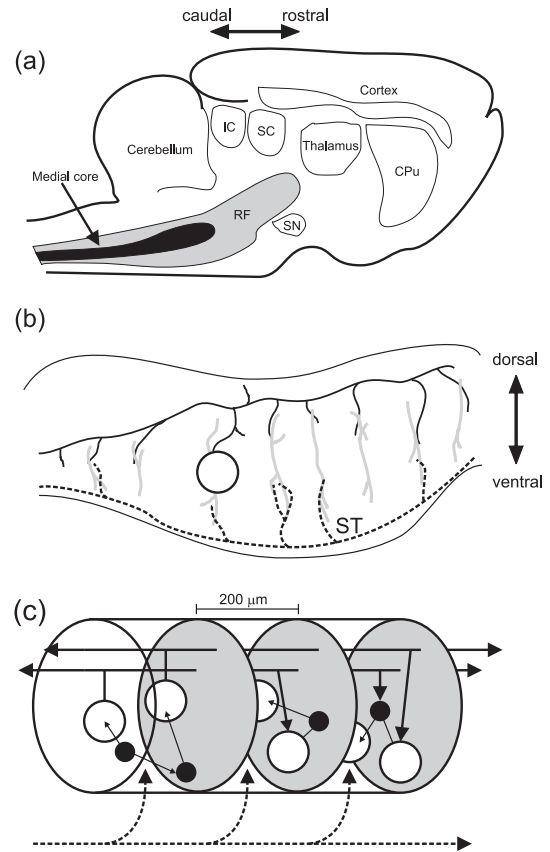 caudal rostral
(a)
Cortex
IC SC
Cerebellum Thalamus
CPu
Medial core
RF
SN
(b)
dorsal
ventral
ST
(c)
200 μm